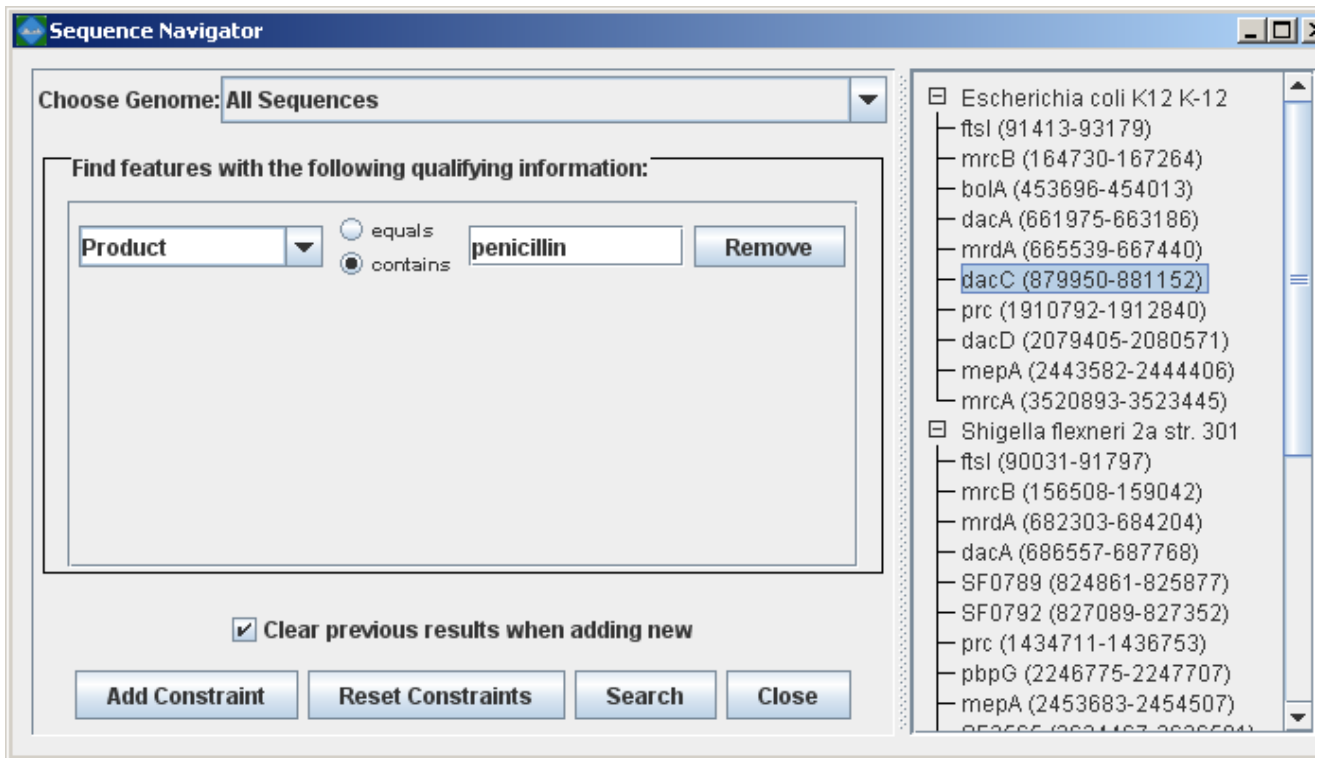 Sequence Navigator
Choose Genome: All Sequences
Find features with the following qualifying information:
Product
equals
contains
penicillin
Remove
Clear previous results when adding new
Add Constraint Reset Constraints Search Close
Escherichia coli K12 K-12
ftsI (91413-93179)
mrcB (164730-167264)
bolA (453696-454013)
dacA (661975-663186)
mrdA (665539-667440)
dacC (879950-881152)
prc (1910792-1912840)
dacD (2079405-2080571)
mepA (2443582-2444406)
mrcA (3520893-3523445)
Shigella flexneri 2a str. 301
ftsI (90031-91797)
mrcB (156508-159042)
mrdA (682303-684204)
dacA (686557-687768)
SF0789 (824861-825877)
SF0792 (827089-827352)
prc (1434711-1436753)
pbpG (2246775-2247707)
mepA (2453683-2454507)